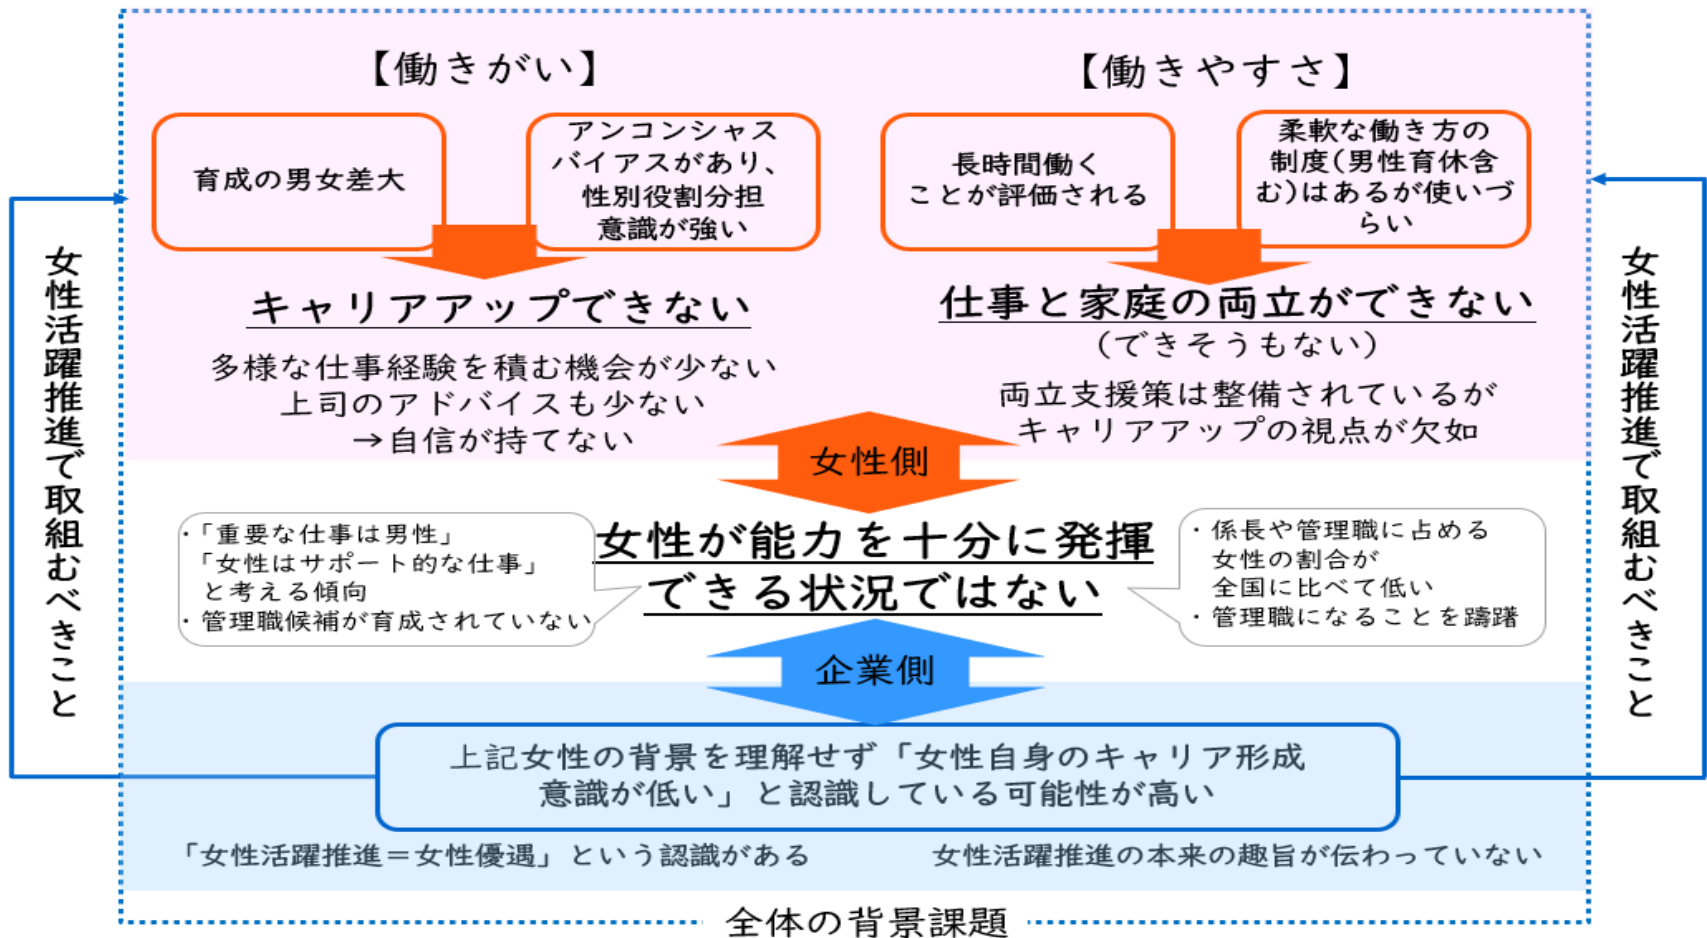 【働きがい】
育成の男女差大
アンコンシャス
バイアスがあり、
性別役割分担
意識が強い
キャリアアップできない
多様な仕事経験を積む機会が少ない
上司のアドバイスも少ない
→自信が持てない
【働きやすさ】
長時間働く
ことが評価される
柔軟な働き方の
制度(男性育休含
む)はあるが使いづ
らい
仕事と家庭の両立ができない
（できそうもない）
両立支援策は整備されているが
キャリアアップの視点が欠如
女性側
・「重要な仕事は男性」
「女性はサポート的な仕事」
と考える傾向
・管理職候補が育成されていない
女性が能力を十分に発揮
できる状況ではない
・係長や管理職に占める
女性の割合が
全国に比べて低い
・管理職になることを躊躇
企業側
上記女性の背景を理解せず「女性自身のキャリア形成
意識が低い」と認識している可能性が高い
「女性活躍推進＝女性優遇」という認識がある
女性活躍推進の本来の趣旨が伝わっていない
全体の背景課題
女性活躍推進で取組むべきこと
女性活躍推進で取組むべきこと